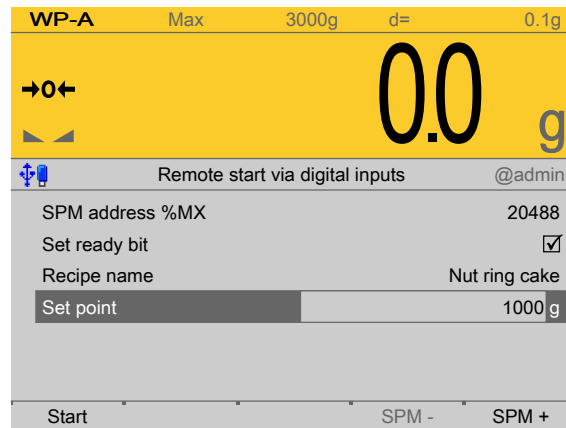 WP-A Max 3000g d= 0.1g
→0← 0.0 g
Remote start via digital inputs @admin
SPM address %MX 20488
Set ready bit ☑
Recipe name Nut ring cake
Set point 1000 g
Start SPM - SPM +